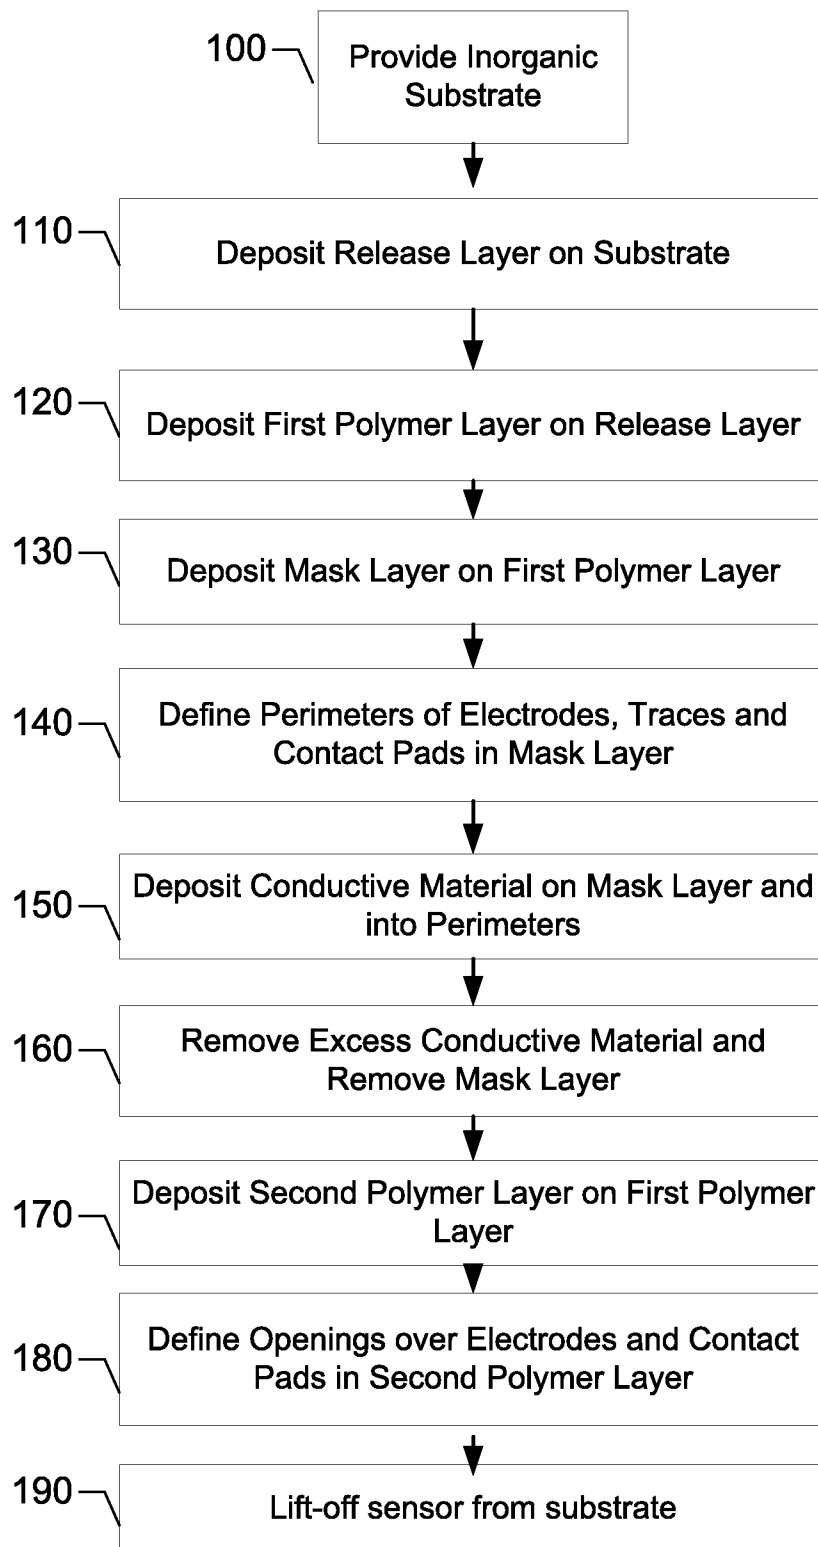 100
Provide Inorganic
Substrate
110
Deposit Release Layer on Substrate
120
Deposit First Polymer Layer on Release Layer
130
Deposit Mask Layer on First Polymer Layer
140
Define Perimeters of Electrodes, Traces and
Contact Pads in Mask Layer
150
Deposit Conductive Material on Mask Layer and
into Perimeters
160
Remove Excess Conductive Material and
Remove Mask Layer
170
Deposit Second Polymer Layer on First Polymer
Layer
180
Define Openings over Electrodes and Contact
Pads in Second Polymer Layer
190
Lift-off sensor from substrate